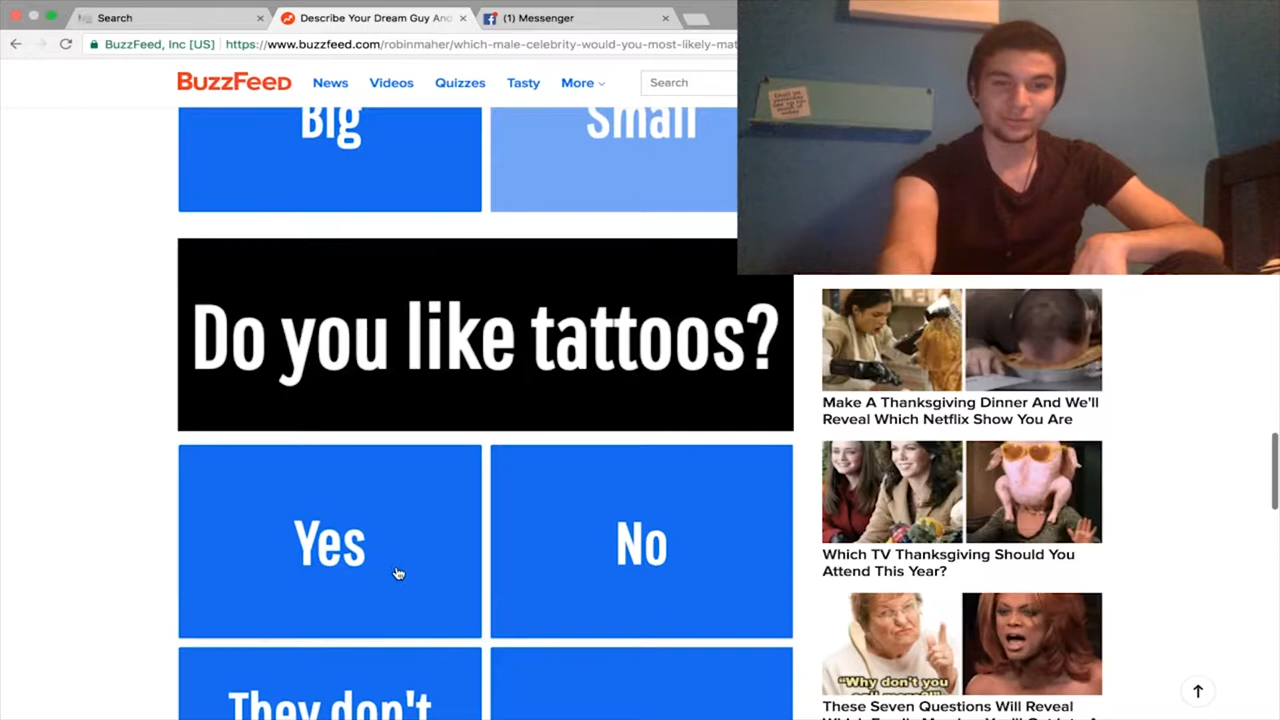 Search
Describe Your Dream Guy And
(1) Messenger
BuzzFeed, Inc [US]
https://www.buzzfeed.com/robinmaher/which-male-celebrity-would-you-most-likely-mat
BuzzFeed
News
Videos
Quizzes
Tasty
More
Search
Big
Small
Do you like tattoos?
Yes
No
They don't
Make A Thanksgiving Dinner And We'll
Reveal Which Netflix Show You Are
Which TV Thanksgiving Should You
Attend This Year?
"Why don't you
These Seven Questions Will Reveal